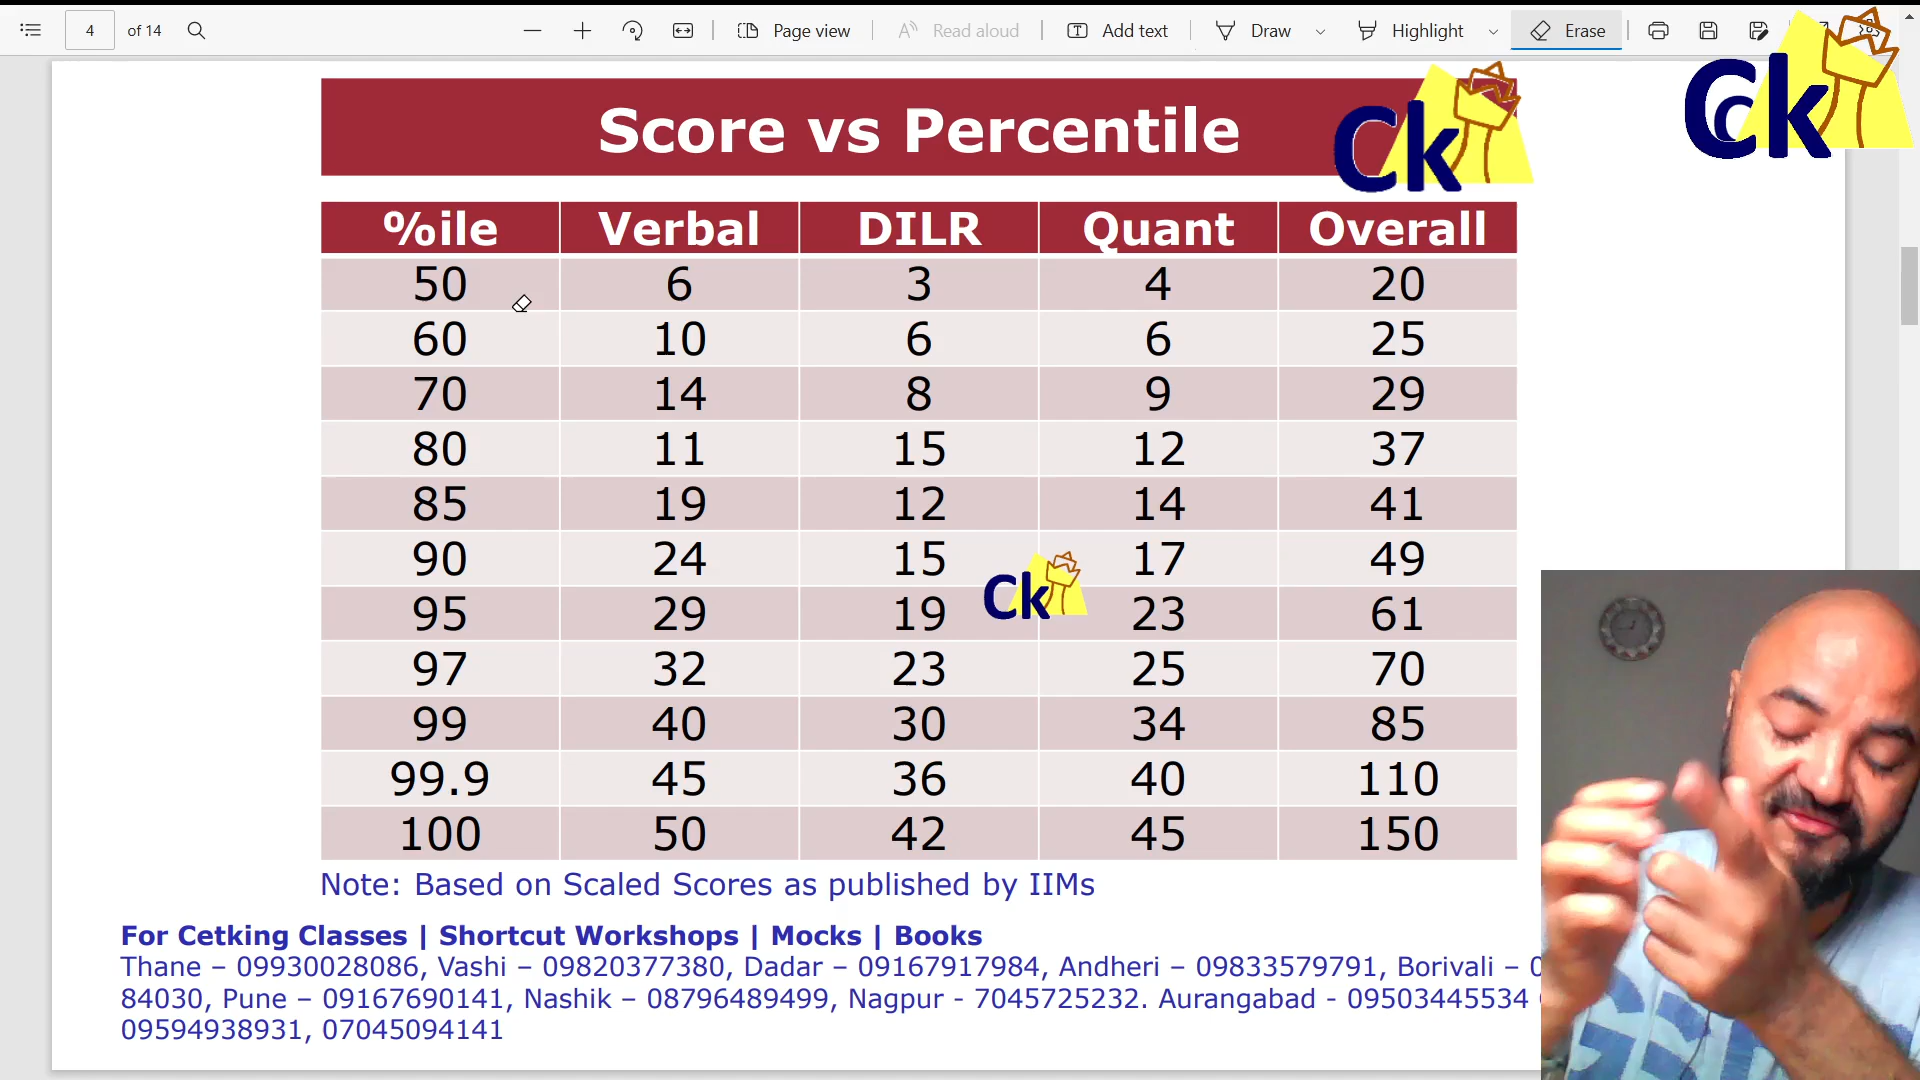 4 of 14 Page view Read aloud Add text Draw Highlight Erase
Ck
Score vs Percentile Ck
%ile Verbal DILR Quant Overall
50 6 3 4 20
60 10 6 6 25
70 14 8 9 29
80 11 15 12 37
85 19 12 14 41
90 24 15 17 49
Ck
95 29 19 23 61
97 32 23 25 70
99 40 30 34 85
99.9 45 36 40 110
100 50 42 45 150
Note: Based on Scaled Scores as published by IIMs
For Cetking Classes | Shortcut Workshops | Mocks | Books
Thane – 09930028086, Vashi – 09820377380, Dadar – 09167917984, Andheri – 09833579791, Borivali – 0
84030, Pune – 09167690141, Nashik – 08796489499, Nagpur - 7045725232. Aurangabad - 09503445534
09594938931, 07045094141